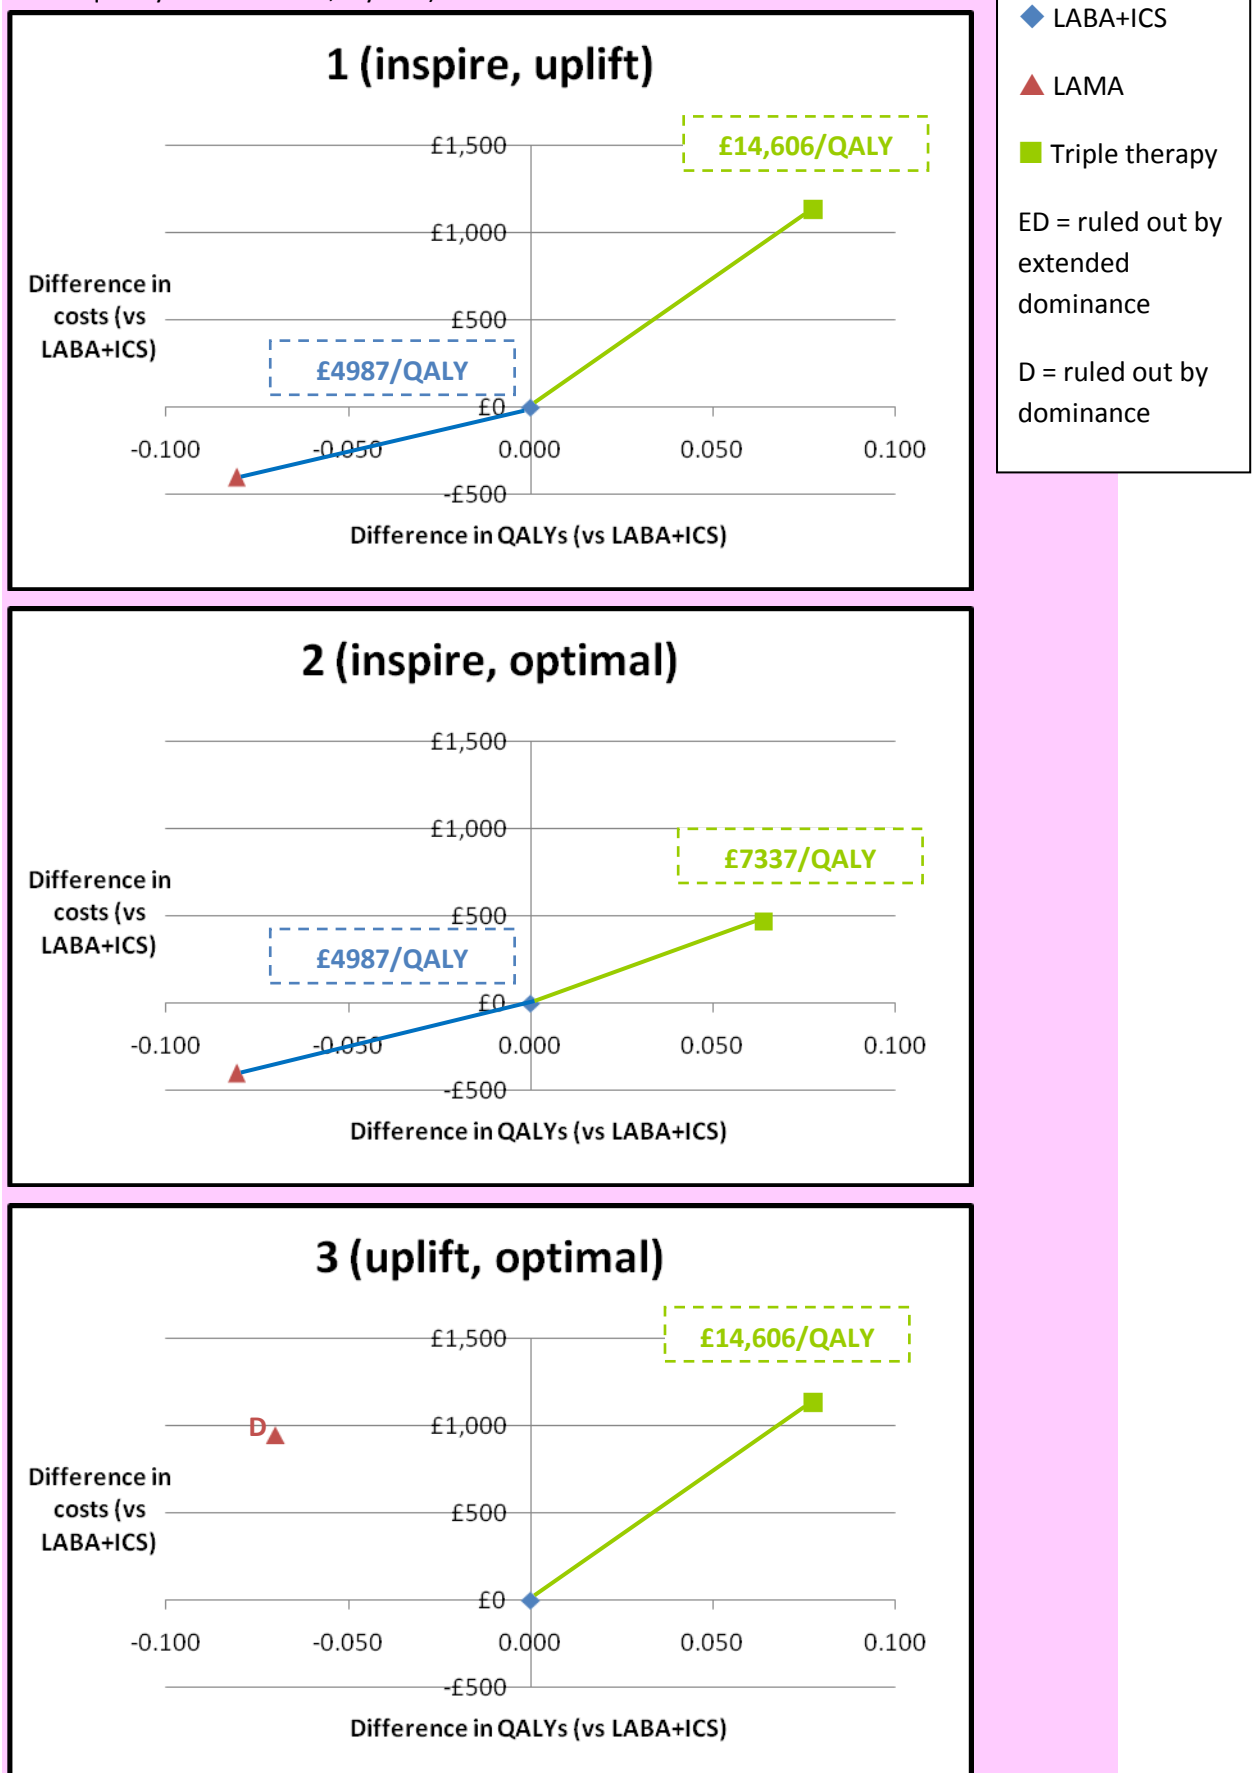 LABA+ICS
LAMA
Triple therapy
ED = ruled out by
extended
dominance
D = ruled out by
dominance
1 (inspire, uplift)
£14,606/QALY
£1,500
£1,000
Difference in
costs (vs
LABA+ICS)
£500
£4987/QALY
£0
-0.100 -0.050 0.000 0.050 0.100
-£500
Difference in QALYs (vs LABA+ICS)
2 (inspire, optimal)
£1,500
£1,000
£7337/QALY
Difference in
costs (vs
LABA+ICS)
£500
£4987/QALY
£0
-0.100 -0.050 0.000 0.050 0.100
-£500
Difference in QALYs (vs LABA+ICS)
3 (uplift, optimal)
£14,606/QALY
£1,500
D
£1,000
Difference in
costs (vs
LABA+ICS)
£500
£0
-0.100 -0.050 0.000 0.050 0.100
-£500
Difference in QALYs (vs LABA+ICS)